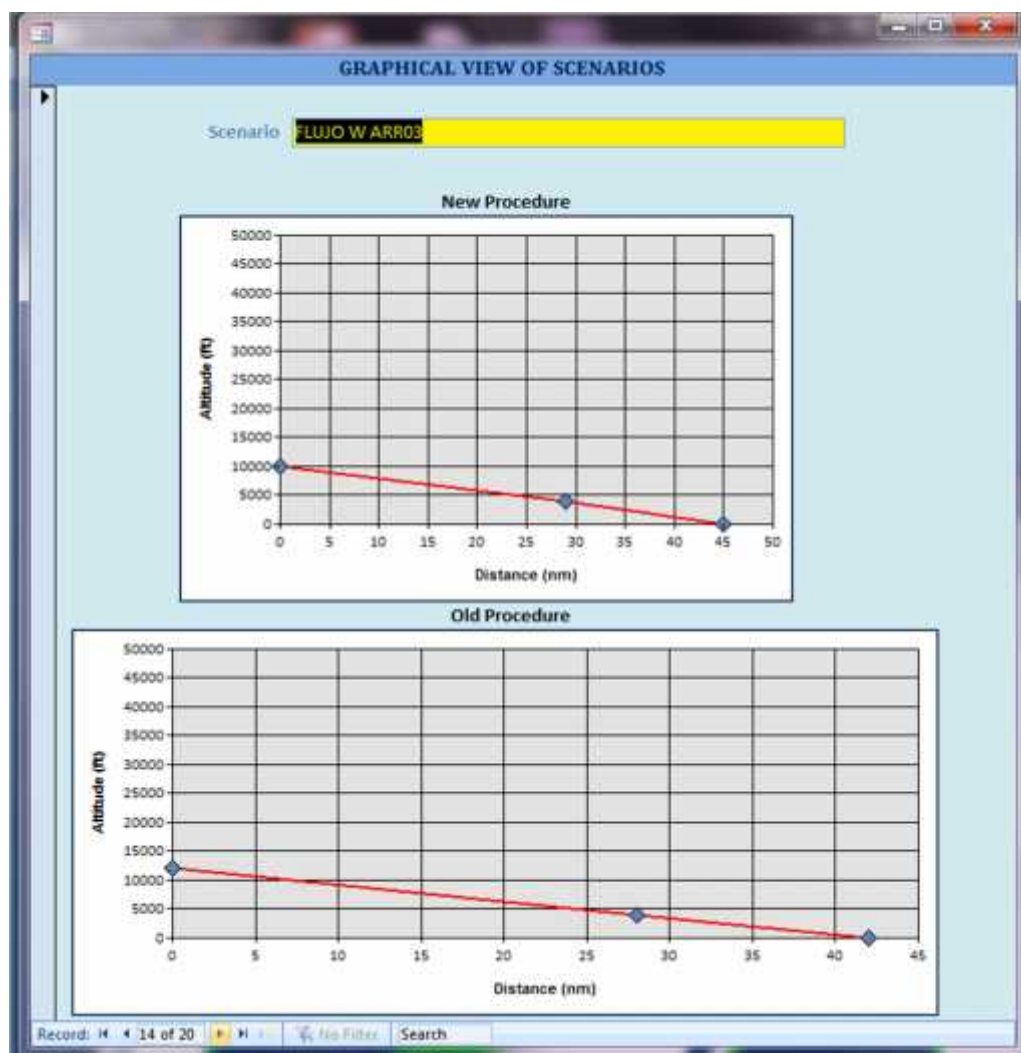 GRAPHICAL VIEW OF SCENARIOS
Scenario FLUJO W ARR03
New Procedure
50000
45000
40000
35000
30000
25000
20000
15000
10000
5000
0
Altitude (ft)
0 5 10 15 20 25 30 35 40 45 50
Distance (nm)
Old Procedure
50000
45000
40000
35000
30000
25000
20000
15000
10000
5000
0
Altitude (ft)
0 5 10 15 20 25 30 35 40 45
Distance (nm)
Record: 14 of 20 No Filter Search